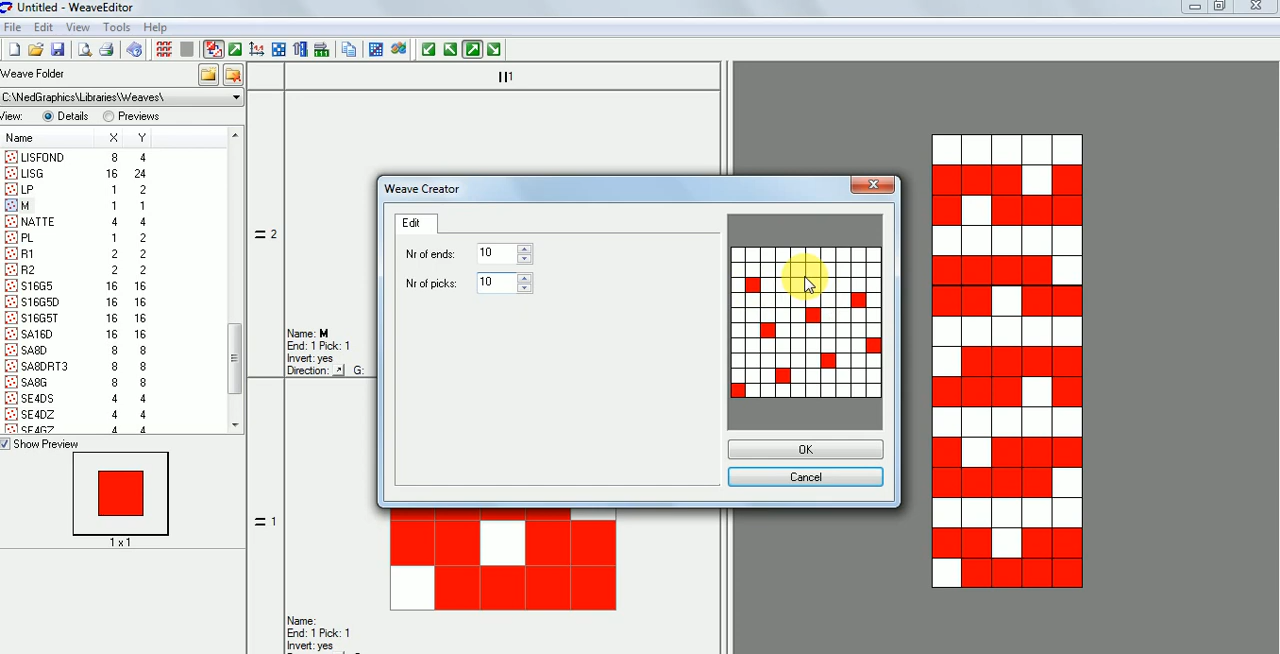 Untitled - WeaveEditor
File Edit View Tools Help
Weave Folder
C:\NedGraphics\Libraries\Weaves\
View: Details Previews
Name X Y
LISFOND 8 4
LISG 16 24
LP 1 2
M 1 1
NATTE 4 4
PL 1 2
R1 2 2
R2 2 2
S16G5 16 16
S16G5D 16 16
S16G5T 16 16
SA16D 16 16
SA8D 8 8
SA8DRT3 8 8
SA8G 8 8
SE4DS 4 4
SE4DZ 4 4
SE4GZ 4 4
Show Preview
1 x 1
1
2
Name: M
End: 1 Pick: 1
Invert: yes
Direction: G:
1
Name:
End: 1 Pick: 1
Invert: yes
Weave Creator
Edit
Nr of ends: 10
Nr of picks: 10
OK
Cancel